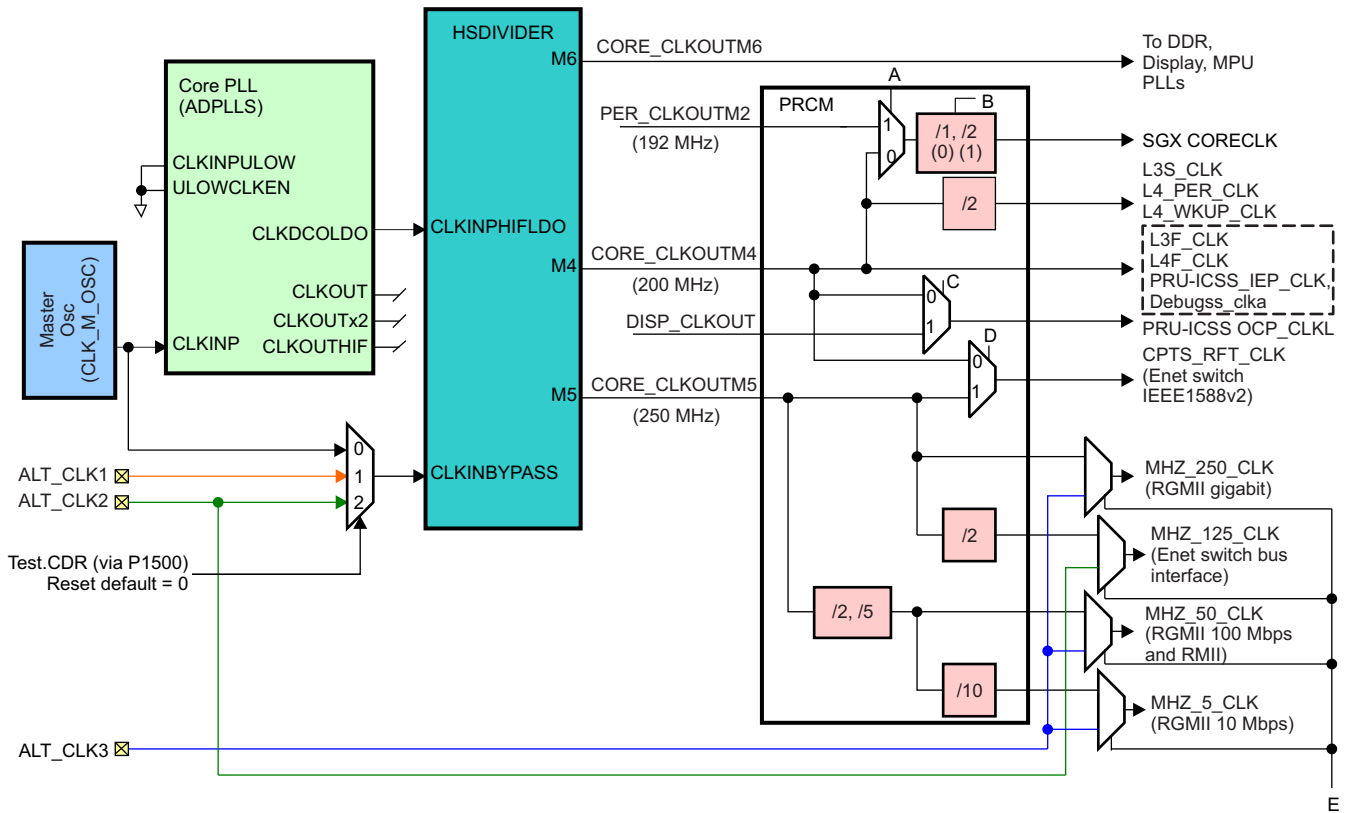 HSDIVIDER
M6
CORE_CLKOUTM6
To DDR,
Display, MPU
PLLs
Core PLL
(ADPLLS)
CLKINPULOW
ULOWCLKEN
CLKDCOLDO
CLKOUT
CLKOUTx2
CLKOUTHIF
CLKINP
Master
Osc
(CLK_M_OSC)
CLKINPHIFLDO
M4
M5
CLKINBYPASS
PER_CLKOUTM2
(192 MHz)
CORE_CLKOUTM4
(200 MHz)
DISP_CLKOUT
CORE_CLKOUTM5
(250 MHz)
PRCM
A
1
0
B
/1, /2
(0) (1)
/2
C
0
1
D
0
1
/2
/2, /5
/10
SGX CORECLK
L3S_CLK
L4_PER_CLK
L4_WKUP_CLK
L3F_CLK
L4F_CLK
PRU-ICSS_IEP_CLK,
Debugss_clka
PRU-ICSS OCP_CLKL
CPTS_RFT_CLK
(Enet switch
IEEE1588v2)
MHZ_250_CLK
(RGMII gigabit)
MHZ_125_CLK
(Enet switch bus
interface)
MHZ_50_CLK
(RGMII 100 Mbps
and RMII)
MHZ_5_CLK
(RGMII 10 Mbps)
E
0
1
2
ALT_CLK1
ALT_CLK2
Test.CDR (via P1500)
Reset default = 0
ALT_CLK3